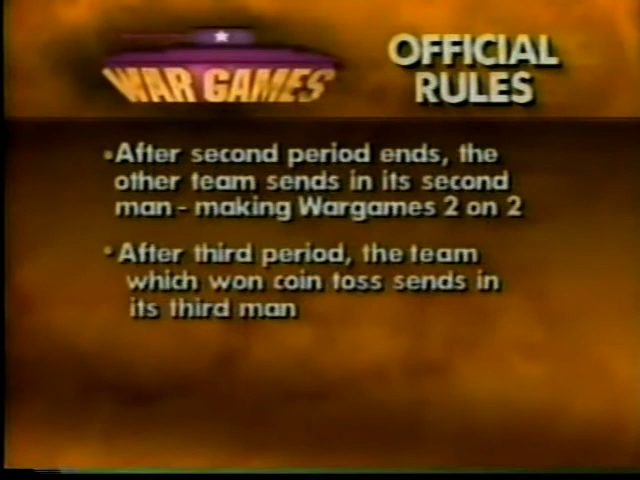 WAR GAMES
OFFICIAL
RULES
•After second period ends, the
other team sends in its second
man - making Wargames 2 on 2
•After third period, the team
which won coin toss sends in
its third man